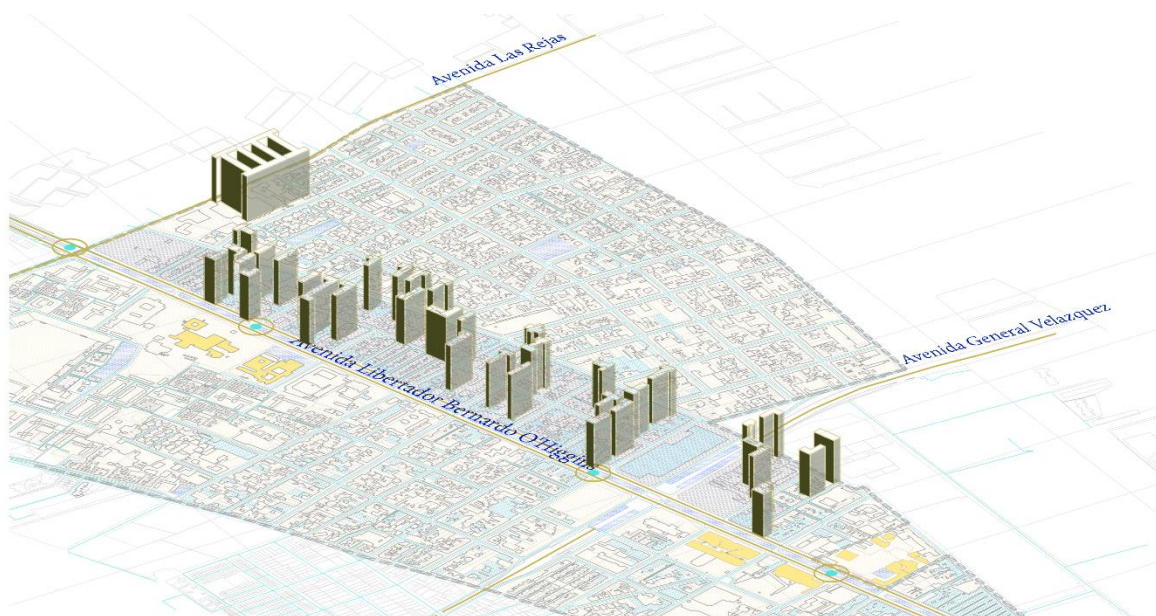 Avenida Las Rejas
Avenida General Velazquez
Avenida Libertador Bernardo O'Higgins